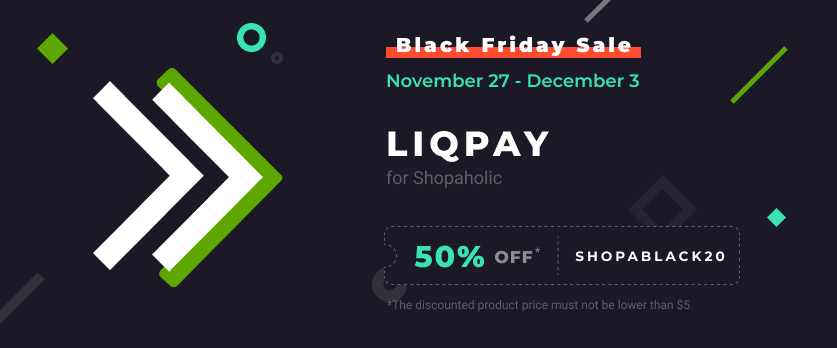 Black Friday Sale
November 27 - December 3
LIQPAY
for Shopaholic
50% OFF* SHOPABLACK20
*The discounted product price must not be lower than $5